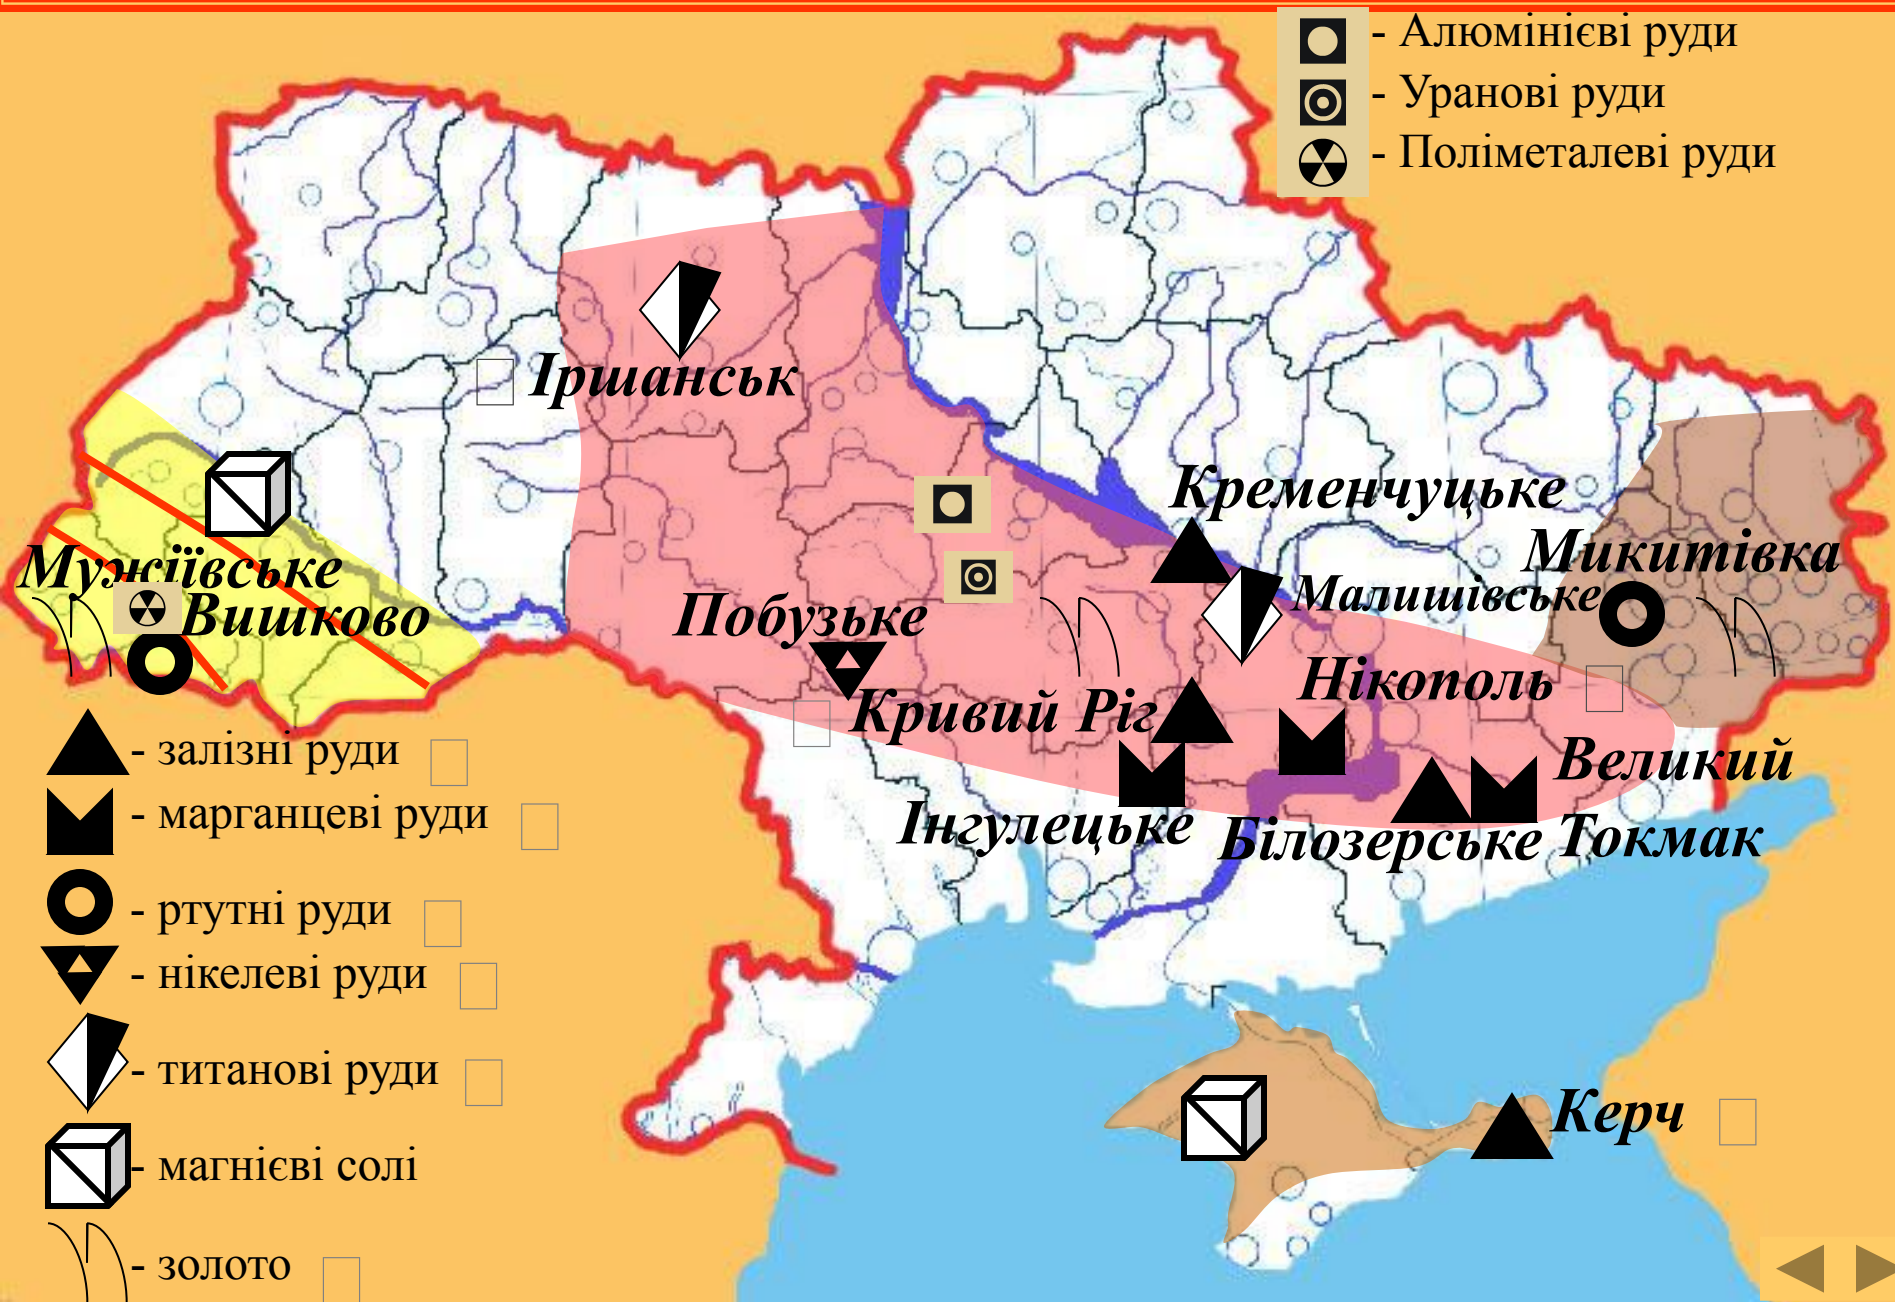 - Алюмінієві руди
- Уранові руди
- Поліметалеві руди
Іршанськ
Кременчуцьке
Микитівка
Мужіївське
Малишівське
Вишково
Побузьке
Нікополь
Кривий Ріг
Великий
Токмак
Інгулецьке
Білозерське
Керч
- залізні руди
- марганцеві руди
- ртутні руди
- нікелеві руди
- титанові руди
- магнієві солі
- золото